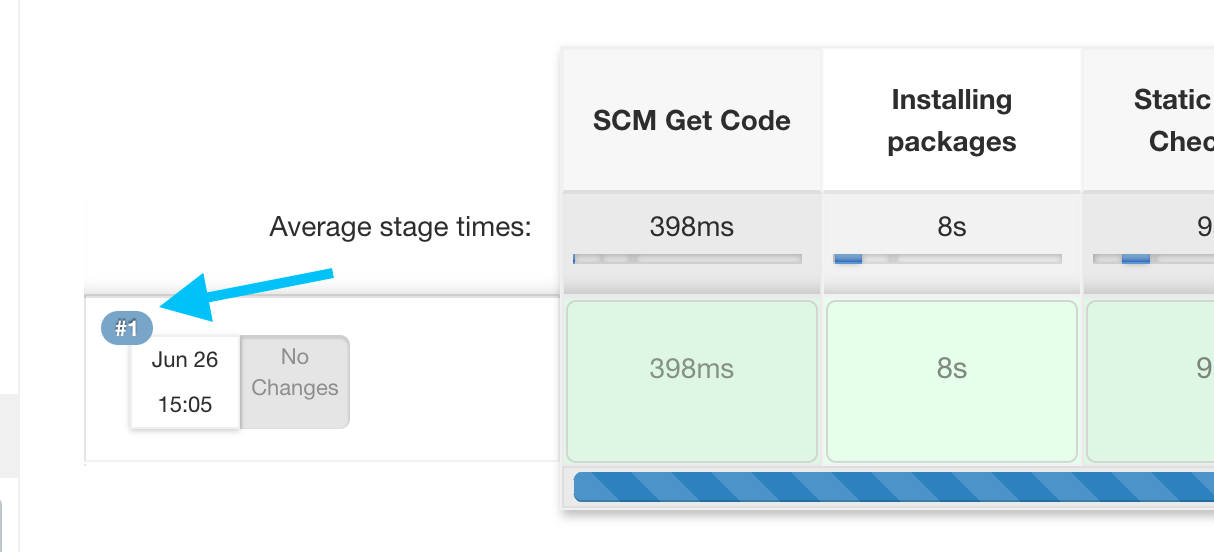 SCM Get Code
Installing
packages
Static
Average stage times:
398ms
8s
9
#1
Jun 26
15:05
No
Changes
398ms
8s
9